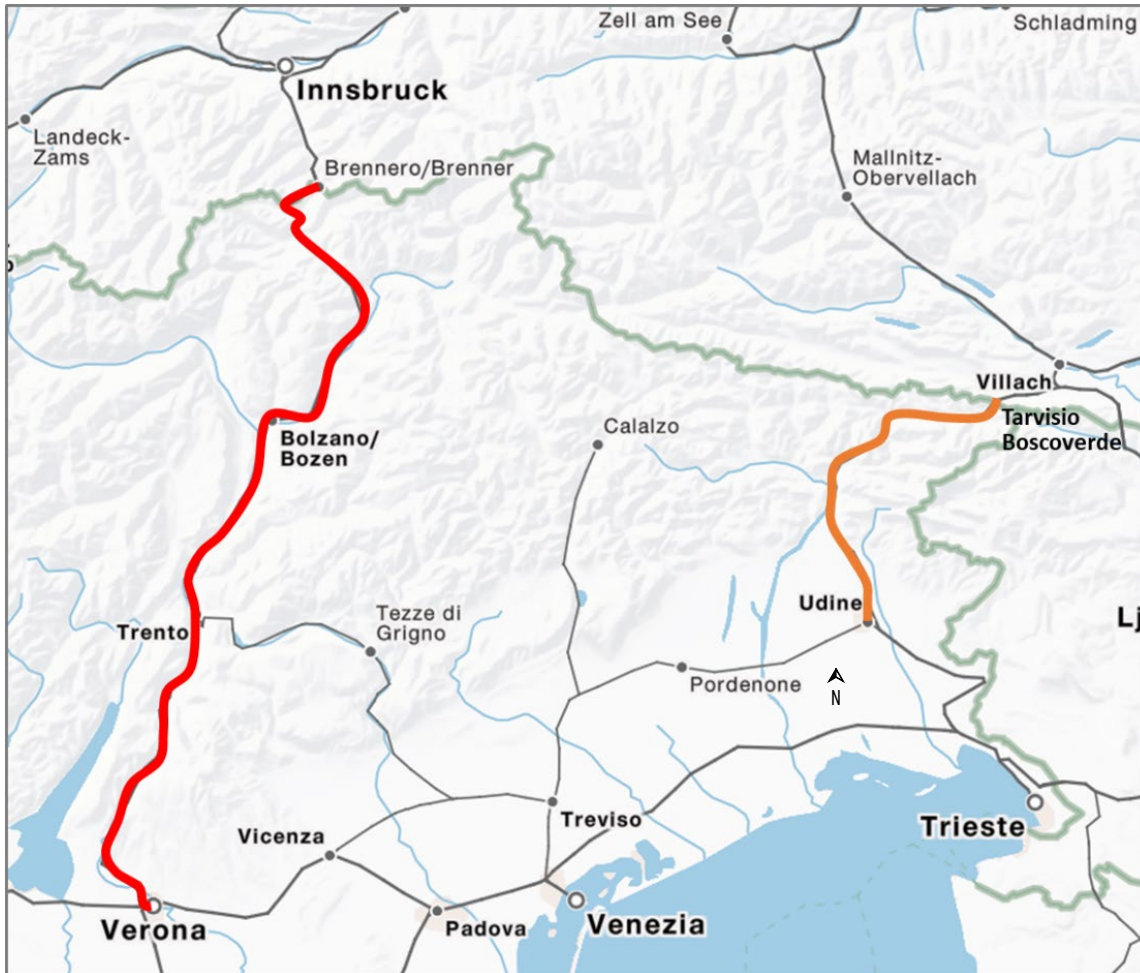 Zell am See
Schladming
Innsbruck
Landeck-
Zams
Brennero/Brenner
Mallnitz-
Obervellach
Villach
Tarvisio
Boscoverde
Calalzo
Bolzano/
Bozen
Udine
Tezze di
Grigno
Trento
Lj
Pordenone
N
Treviso
Trieste
Vicenza
Venezia
Padova
Verona